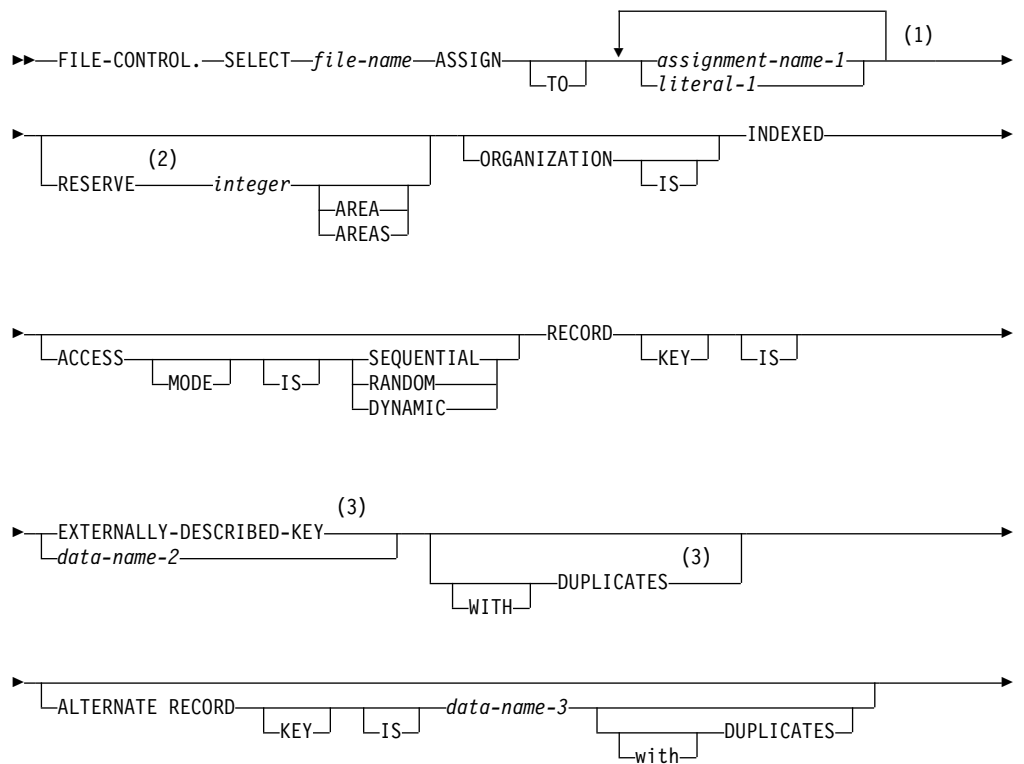 (1)
FILE-CONTROL. SELECT file-name ASSIGN assignment-name-1
TO literal-1
INDEXED
(2) ORGANIZATION
RESERVE integer IS
AREA
AREAS
RECORD
ACCESS SEQUENTIAL KEY IS
MODE IS RANDOM
DYNAMIC
(3)
EXTERNALLY-DESCRIBED-KEY
data-name-2 (3)
DUPLICATES
WITH
ALTERNATE RECORD data-name-3
KEY IS DUPLICATES
with